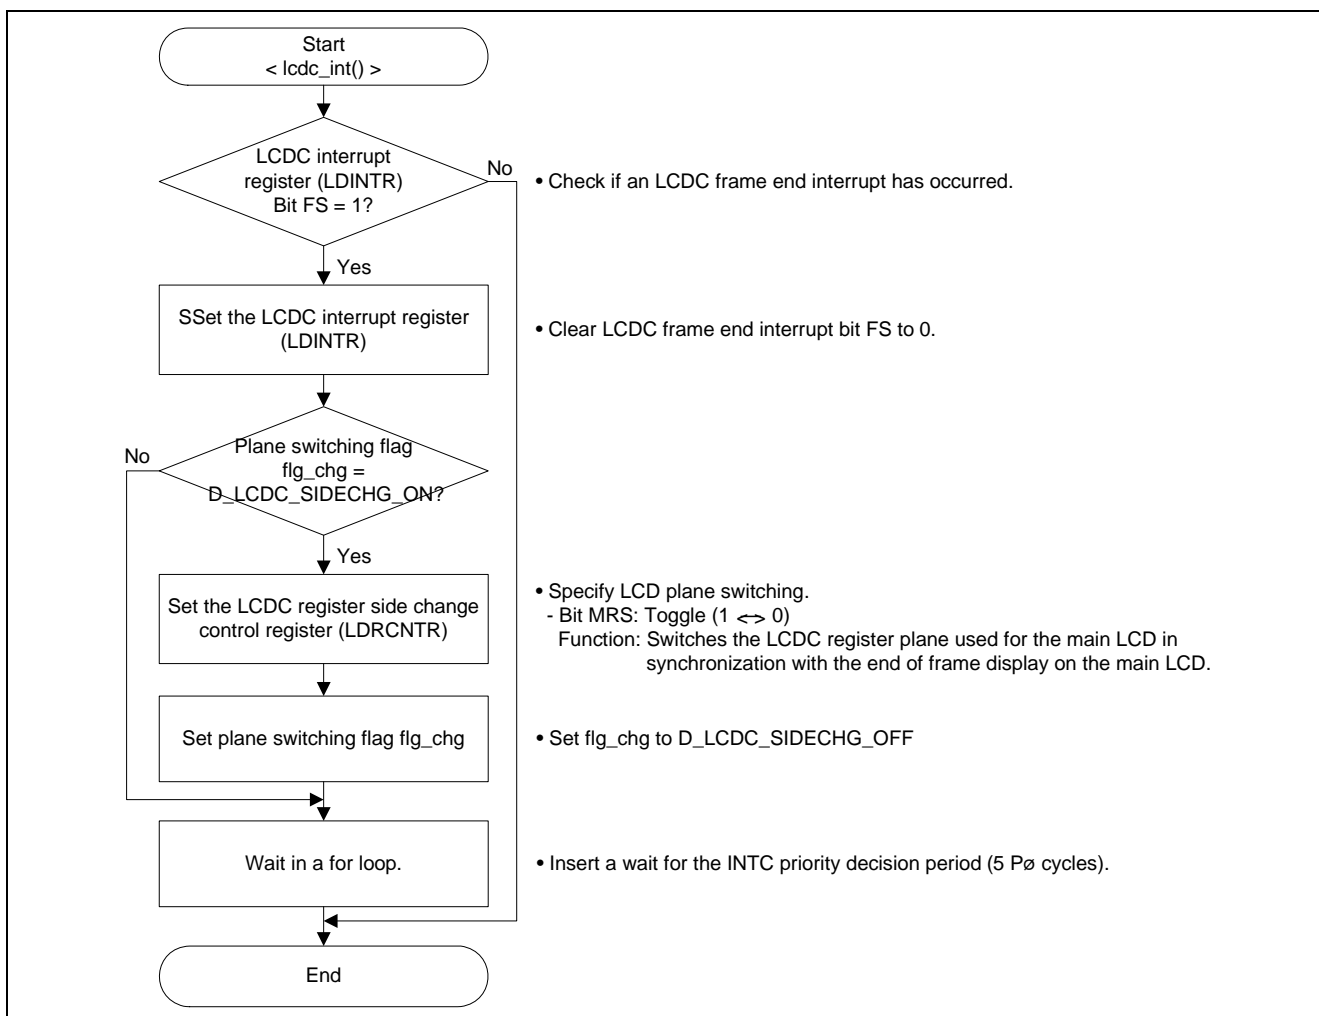 Start
< lcdc_int() >
LCDC interrupt
register (LDINTR)
Bit FS = 1?
No
• Check if an LCDC frame end interrupt has occurred.
Yes
SSet the LCDC interrupt register
(LDINTR)
• Clear LCDC frame end interrupt bit FS to 0.
Plane switching flag
flg_chg =
D_LCDC_SIDECHG_ON?
No
Yes
Set the LCDC register side change
control register (LDRCNTR)
• Specify LCD plane switching.
- Bit MRS: Toggle (1 <-> 0)
Function: Switches the LCDC register plane used for the main LCD in
synchronization with the end of frame display on the main LCD.
Set plane switching flag flg_chg
• Set flg_chg to D_LCDC_SIDECHG_OFF
Wait in a for loop.
• Insert a wait for the INTC priority decision period (5 Pø cycles).
End